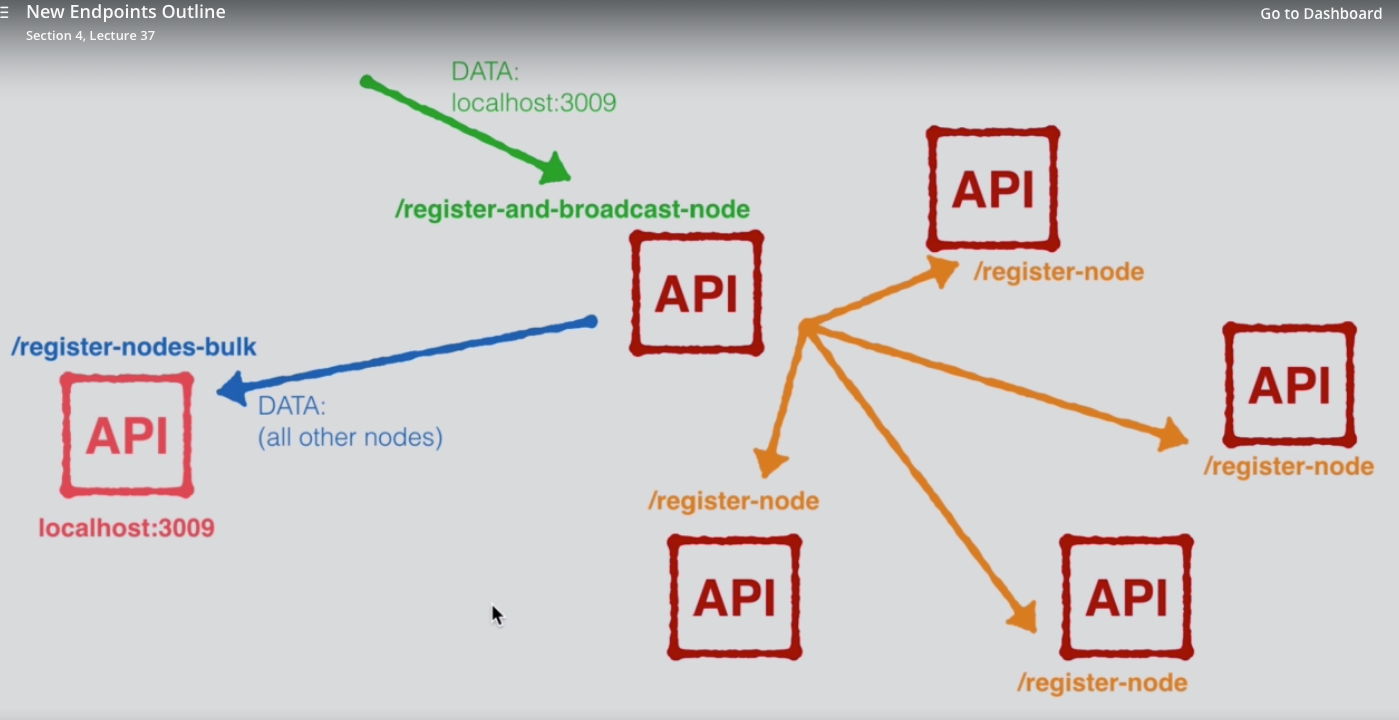 New Endpoints Outline
Go to Dashboard
Section 4, Lecture 37
DATA:
localhost:3009
/register-and-broadcast-node
API
API
/register-node
/register-nodes-bulk
API
DATA:
(all other nodes)
localhost:3009
API
/register-node
/register-node
API
API
/register-node